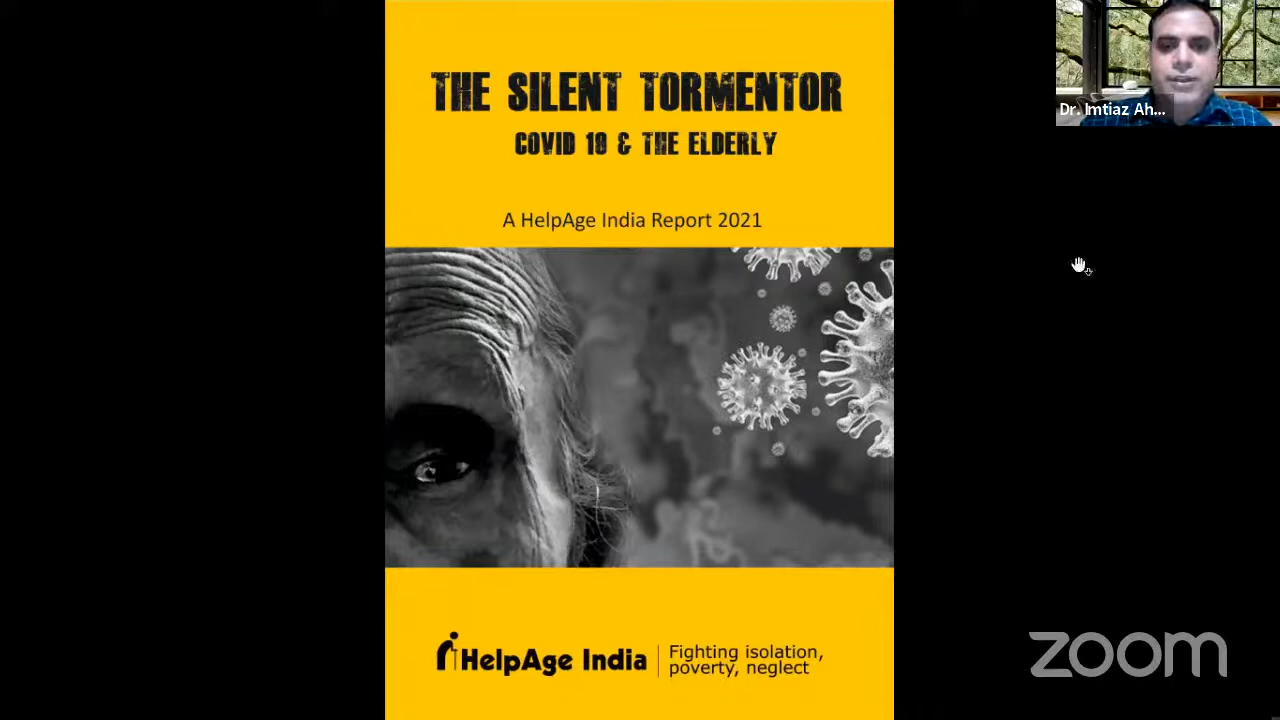 THE SILENT TORMENTOR
COVID 19 & THE ELDERLY
A HelpAge India Report 2021
HelpAge India
Fighting isolation,
poverty, neglect
Dr. Imtiaz Ah...
zoom